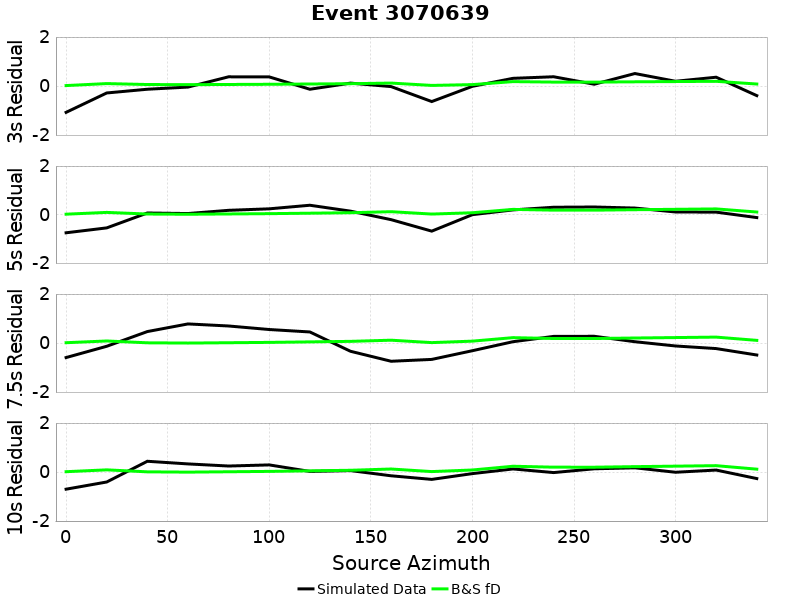 Event 3070639
3s Residual
2
0
-2
5s Residual
2
0
-2
7.5s Residual
2
0
-2
10s Residual
2
0
-2
0 50 100 150 200 250 300
Source Azimuth
Simulated Data B&S fD